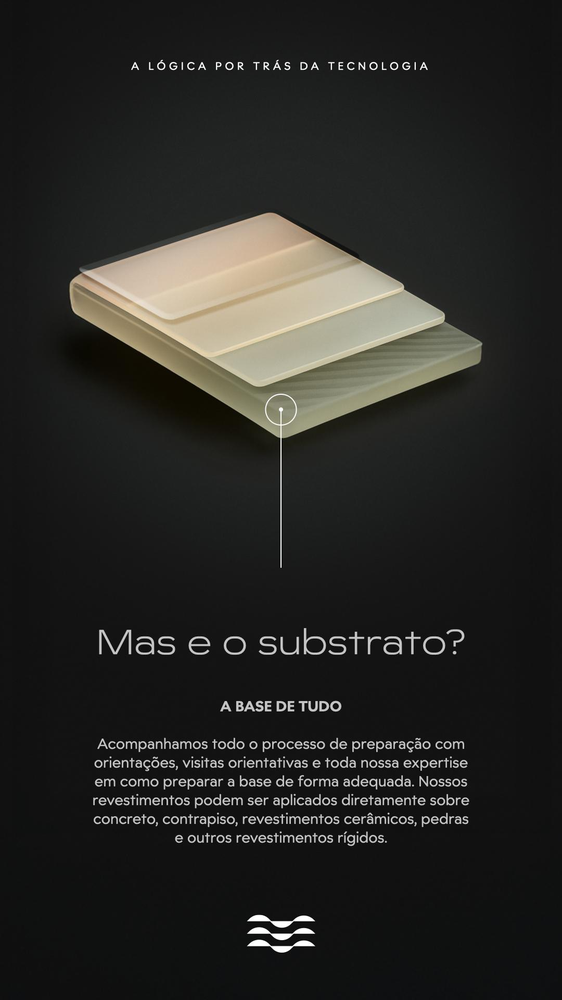 A LÓGICA POR TRÁS DA TECNOLOGIA
Mas e o substrato?
A BASE DE TUDO
Acompanhamos todo o processo de preparação com
orientações, visitas orientativas e toda nossa expertise
em como preparar a base de forma adequada. Nossos
revestimentos podem ser aplicados diretamente sobre
concreto, contrapiso, revestimentos cerâmicos, pedras
e outros revestimentos rígidos.